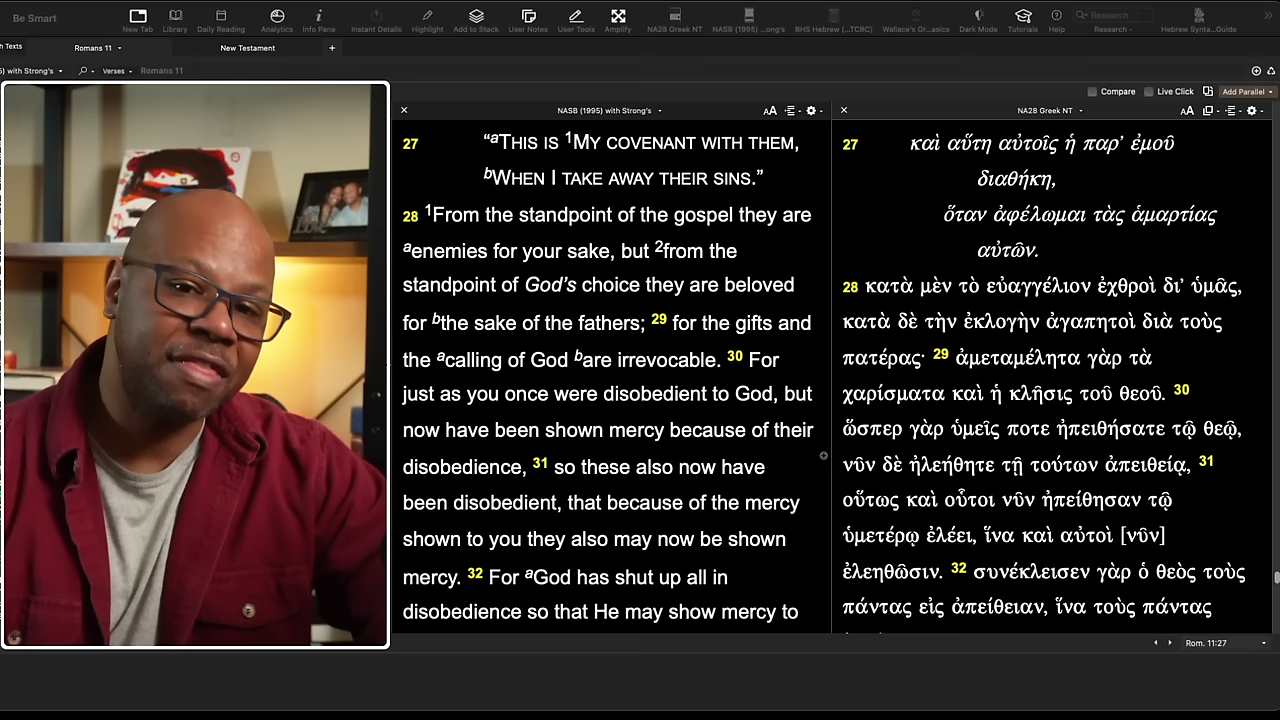 Be Smart
New Tab
Library
Daily Reading
Analytics
Info Pane
Instant Details
Highlight
Add to Stack
User Notes
User Tools
Amplify
NA28 Greek NT
NASB (1995)...ong's
BHS Hebrew (...TCBC)
Wallace's Gr...asics
Dark Mode
Tutorials
Help
Research
Research
Hebrew Synta...Guide
h Texts
Romans 11
New Testament
5) with Strong's
Verses
Romans 11
Compare
Live Click
Add Parallel
NASB (1995) with Strong's
27 “aTHIS IS 1MY COVENANT WITH THEM,
bWHEN I TAKE AWAY THEIR SINS.”
28 1From the standpoint of the gospel they are
aenemies for your sake, but 2from the
standpoint of God’s choice they are beloved
for bthe sake of the fathers; 29 for the gifts and
the acalling of God bare irrevocable. 30 For
just as you once were disobedient to God, but
now have been shown mercy because of their
disobedience, 31 so these also now have
been disobedient, that because of the mercy
shown to you they also may now be shown
mercy. 32 For aGod has shut up all in
disobedience so that He may show mercy to
NA28 Greek NT
27 καὶ αὕτη αὐτοῖς ἡ παρ’ ἐμοῦ
διαθήκη,
ὅταν ἀφέλωμαι τὰς ἁμαρτίας
αὐτῶν.
28 κατὰ μὲν τὸ εὐαγγέλιον ἐχθροὶ δι’ ὑμᾶς,
κατὰ δὲ τὴν ἐκλογὴν ἀγαπητοὶ διὰ τοὺς
πατέρας· 29 ἀμεταμέλητα γὰρ τὰ
χαρίσματα καὶ ἡ κλῆσις τοῦ θεοῦ. 30
ὥσπερ γὰρ ὑμεῖς ποτε ἠπειθήσατε τῷ θεῷ,
νῦν δὲ ἠλεήθητε τῇ τούτων ἀπειθείᾳ, 31
οὕτως καὶ οὗτοι νῦν ἠπείθησαν τῷ
ὑμετέρῳ ἐλέει, ἵνα καὶ αὐτοὶ [νῦν]
ἐλεηθῶσιν. 32 συνέκλεισεν γὰρ ὁ θεὸς τοὺς
πάντας εἰς ἀπείθειαν, ἵνα τοὺς πάντας
Rom. 11:27